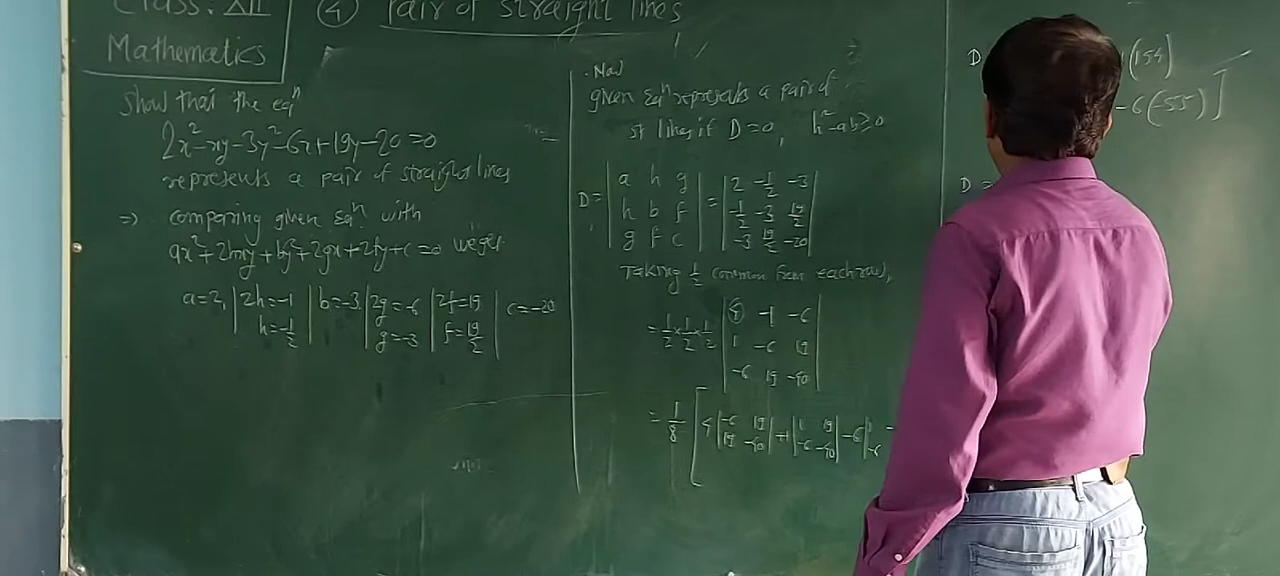 Class: XII
Mathematics
④ Pair of straight lines
Show that the eqⁿ
2x²-xy-3y²-6x+19y-20=0
represents a pair of straight lines
=> comparing given Eqⁿ with
ax²+2hxy+by²+2gx+2fy+c=0 we get
a=2, | 2h=-1 | b=-3 | 2g=-6 | 2f=19 | c=-20
h=-1/2 | g=-3 | f=19/2
Now
given Eqⁿ represents a pair of
st lines if D=0, h²-ab≥0
D= | a h g | = | 2 -1/2 -3 |
| h b f | | -1/2 -3 19/2 |
| g f c | | -3 19/2 -20 |
Taking 1/2 common from each row,
= 1/2 × 1/2 × 1/2 | 4 -1 -6 |
| 1 -6 19 |
| -6 19 -40 |
= 1/8 [ 4 | -6 19 | +1 | 1 19 | -6 | 1
| 19 -40 | | -6 -40 | | -6
D
1(154)
-6(-55) ]
D =